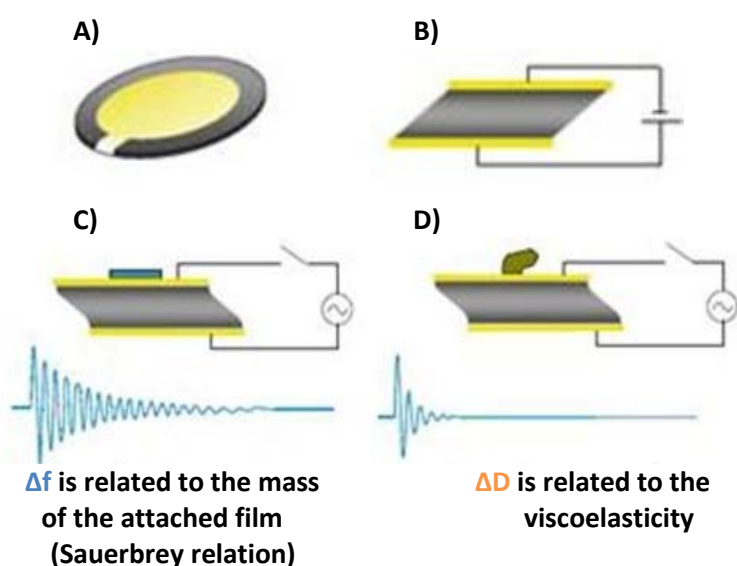 A)
B)
C)
D)
Δf is related to the mass
of the attached film
(Sauerbrey relation)
ΔD is related to the
viscoelasticity